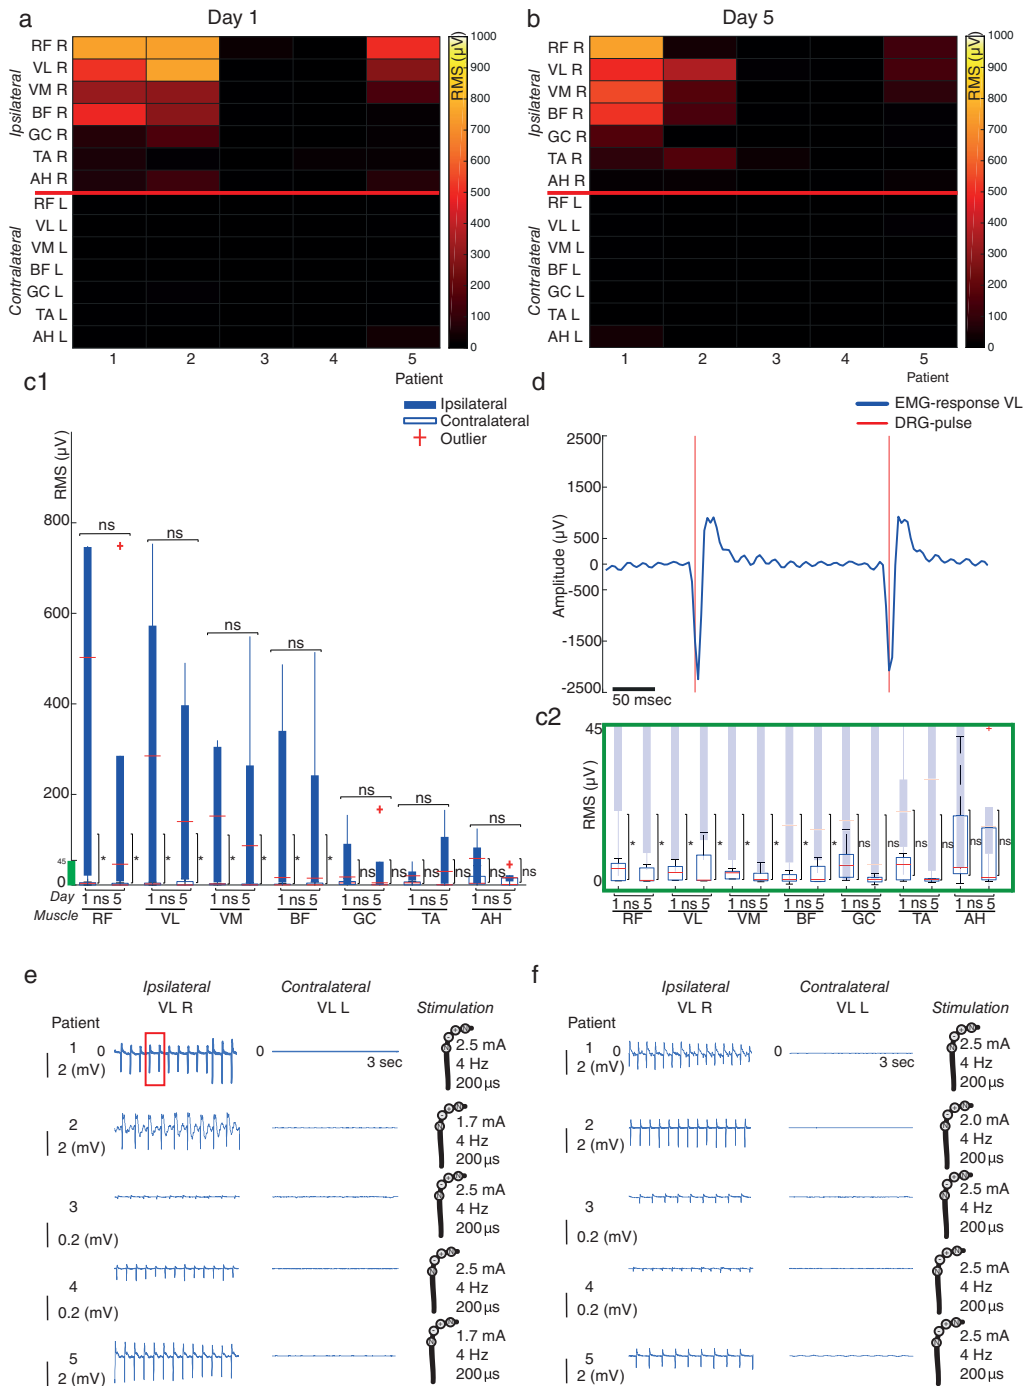 a
Day 1
b
Day 5
Ipsilateral
Contralateral
RF R
VL R
VM R
BF R
GC R
TA R
AH R
RF L
VL L
VM L
BF L
GC L
TA L
AH L
1 2 3 4 5
Patient
RMS (µV)
1000
900
800
700
600
500
400
300
200
100
0
Ipsilateral
Contralateral
RF R
VL R
VM R
BF R
GC R
TA R
AH R
RF L
VL L
VM L
BF L
GC L
TA L
AH L
1 2 3 4 5
Patient
RMS (µV)
1000
900
800
700
600
500
400
300
200
100
0
c1
Ipsilateral
Contralateral
Outlier
RMS (µV)
800
600
400
200
45
0
ns ns ns ns ns ns ns
* * * * * * * * ns ns ns ns ns ns
Day 1 ns 5 1 ns 5 1 ns 5 1 ns 5 1 ns 5 1 ns 5 1 ns 5
Muscle RF VL VM BF GC TA AH
d
EMG-response VL
DRG-pulse
Amplitude (µV)
2500
1500
500
0
-500
-1500
-2500
50 msec
c2
RMS (µV)
45
0
* * * * * * * * ns ns ns ns ns ns
1 ns 5 1 ns 5 1 ns 5 1 ns 5 1 ns 5 1 ns 5 1 ns 5
RF VL VM BF GC TA AH
e
Ipsilateral
VL R
Contralateral
VL L
Stimulation
Patient
1
0
2 (mV)
0
3 sec
N - + N
2.5 mA
4 Hz
200 µs
2
2 (mV)
N - + N
1.7 mA
4 Hz
200 µs
3
0.2 (mV)
N - + N
2.5 mA
4 Hz
200 µs
4
0.2 (mV)
N - + N
2.5 mA
4 Hz
200 µs
5
2 (mV)
N - + N
1.7 mA
4 Hz
200 µs
f
Ipsilateral
VL R
Contralateral
VL L
Stimulation
Patient
1
0
2 (mV)
0
3 sec
N - + N
2.5 mA
4 Hz
200 µs
2
2 (mV)
N - + N
2.0 mA
4 Hz
200 µs
3
0.2 (mV)
N - + N
2.5 mA
4 Hz
200 µs
4
0.2 (mV)
N - + N
2.5 mA
4 Hz
200 µs
5
2 (mV)
N - + N
2.5 mA
4 Hz
200 µs